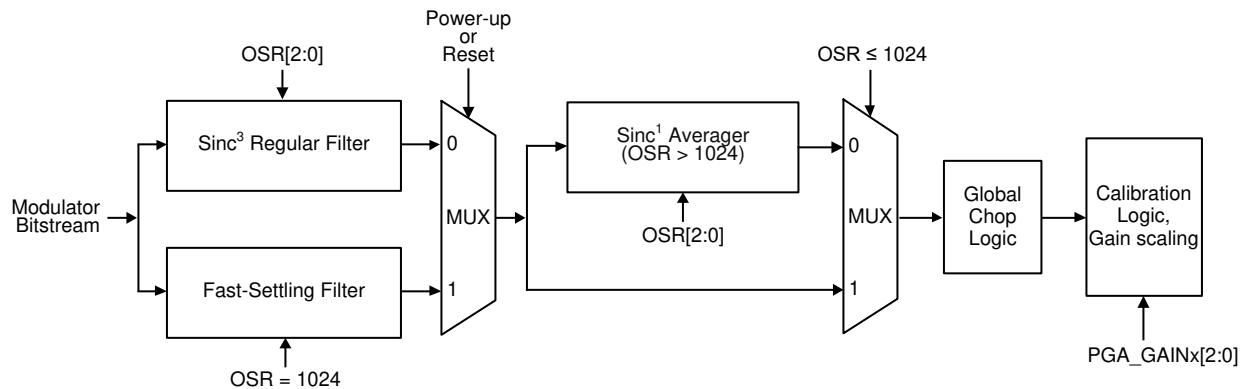 Power-up
or
Reset
OSR[2:0]
OSR ≤ 1024
Sinc³ Regular Filter
0
Sinc¹ Averager
(OSR > 1024)
0
Modulator
Bitstream
MUX
OSR[2:0]
MUX
Global
Chop
Logic
Calibration
Logic,
Gain scaling
Fast-Settling Filter
1
1
OSR = 1024
PGA_GAINx[2:0]